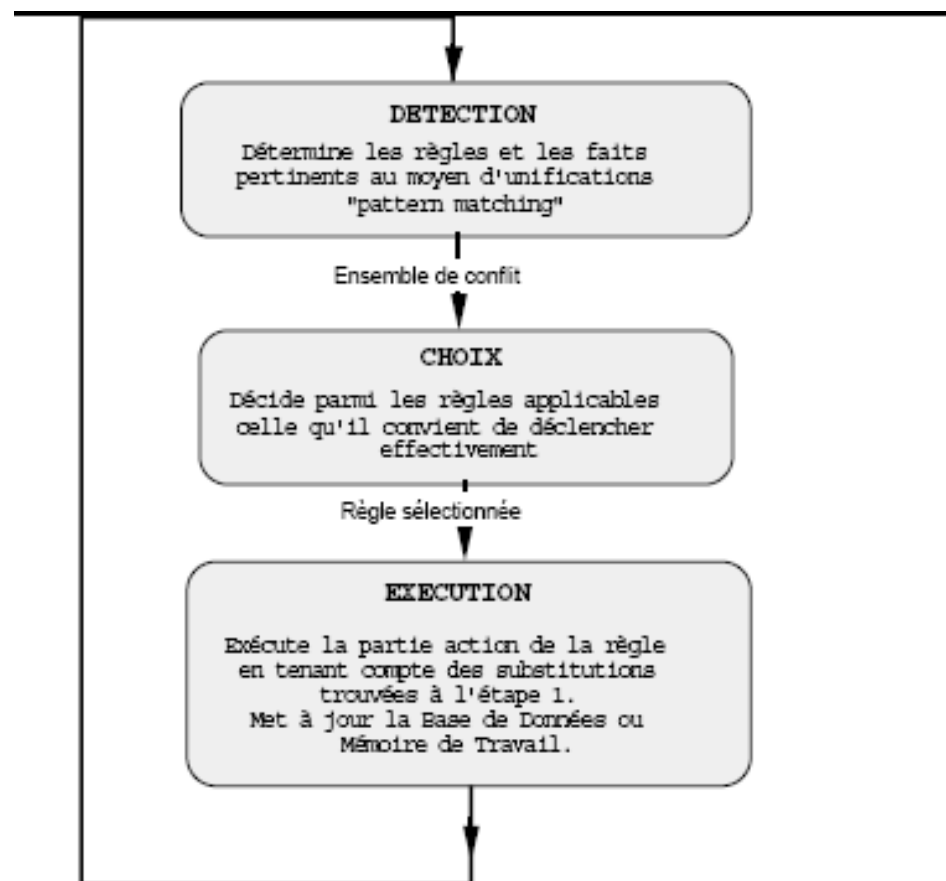 DETECTION
Détermine les règles et les faits
pertinents au moyen d'unifications
"pattern matching"
Ensemble de conflit
CHOIX
Décide parmi les règles applicables
celle qu'il convient de déclencher
effectivement
Règle sélectionnée
EXECUTION
Exécute la partie action de la règle
en tenant compte des substitutions
trouvées à l'étape 1.
Met à jour la Base de Données ou
Mémoire de Travail.